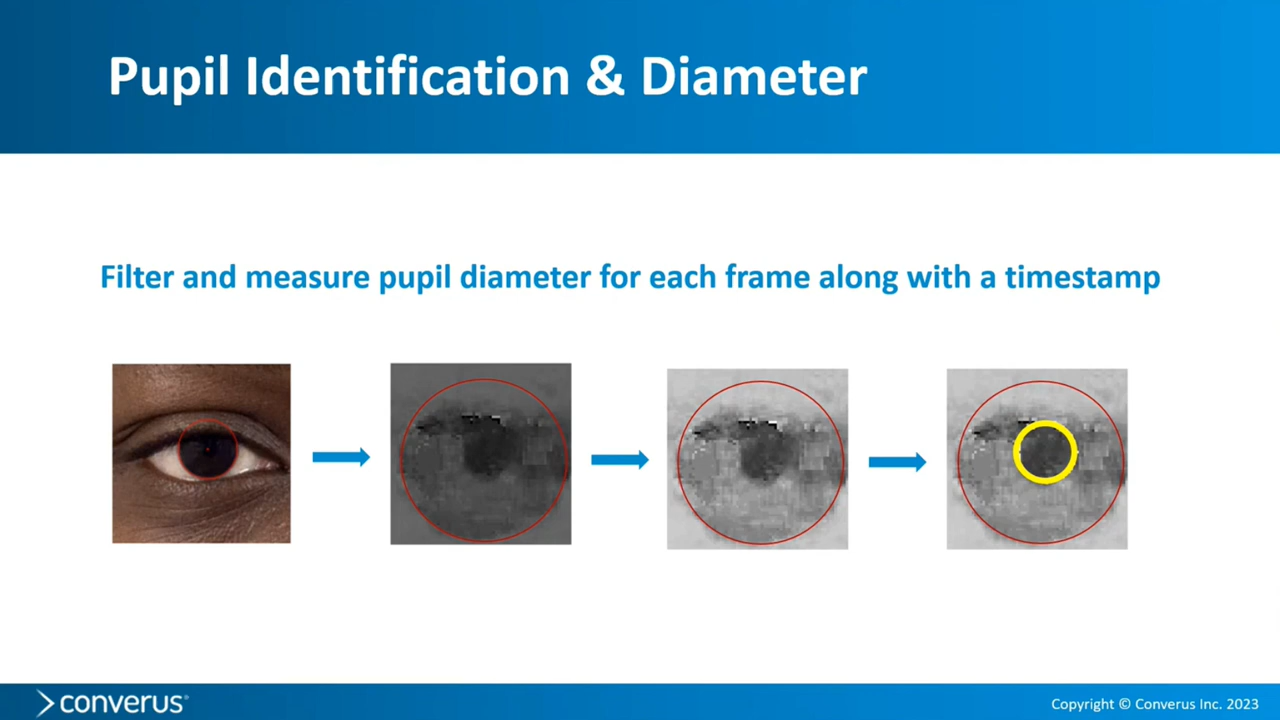 Pupil Identification & Diameter
Filter and measure pupil diameter for each frame along with a timestamp
converus®
Copyright © Converus Inc. 2023